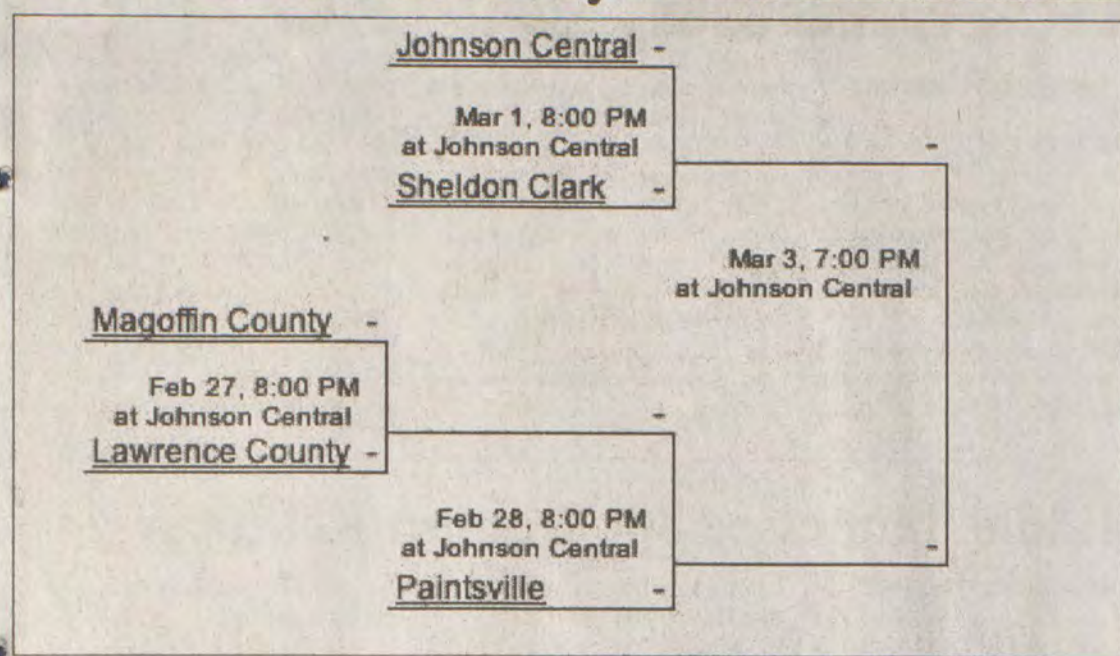 Johnson Central -
Mar 1, 8:00 PM
at Johnson Central
Sheldon Clark -
-
Mar 3, 7:00 PM
at Johnson Central
Magoffin County -
Feb 27, 8:00 PM
at Johnson Central
Lawrence County -
-
Feb 28, 8:00 PM
at Johnson Central
Paintsville -
-